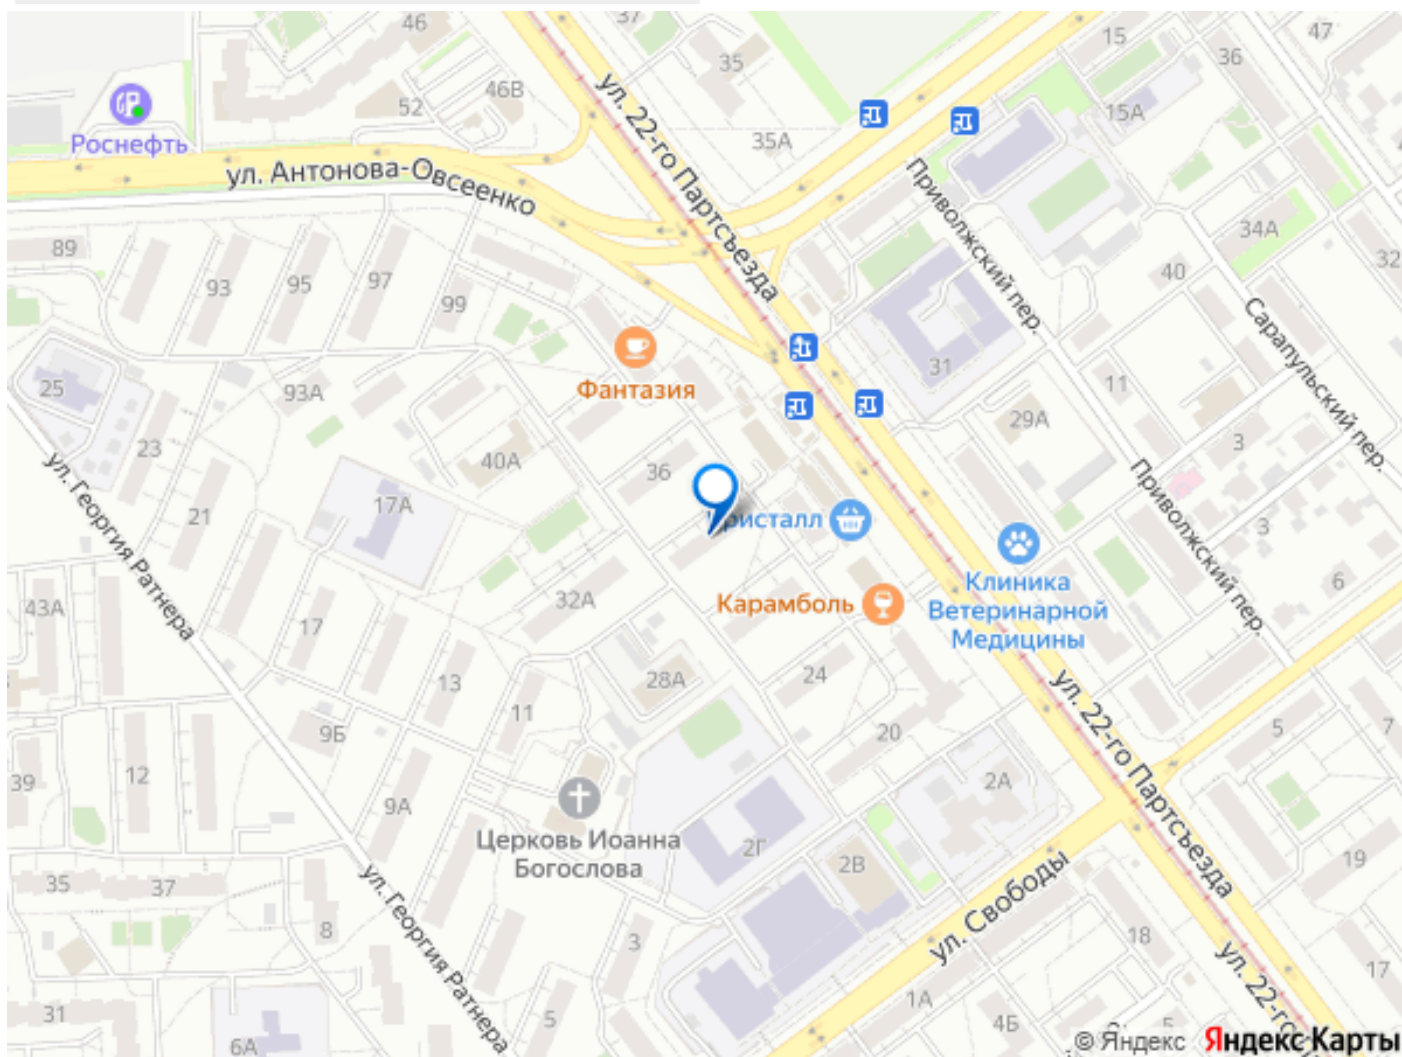 46
37
47
15
36
35
46В
52
15А
35А
Роснефть
ул. 22-го Партсъезда
ул. Антонова-Овсеенко
Приволжский пер.
34А
89
93
95
97
99
40
32
Сарапульский пер.
31
Фантазия
25
93А
11
29А
3
23
40А
36
17А
21
Приволжский пер.
3
ристалл
ул. Георгия Ратнера
Клиника
Ветеринарной
Медицины
6
43А
17
32А
Карамболь
13
28А
24
11
9Б
20
ул. 22-го Партсъезда
5
7
39
12
9А
2А
Церковь Иоанна
Богослова
2Г
2В
19
35
37
ул. Георгия Ратнера
ул. Свободы
8
3
18
17
31
6А
5
1А
4Б
ул. 22-го
© Яндекс Яндекс Карты